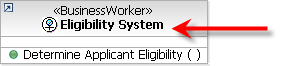 «BusinessWorker»
Eligibility System
Determine Applicant Eligibility ( )